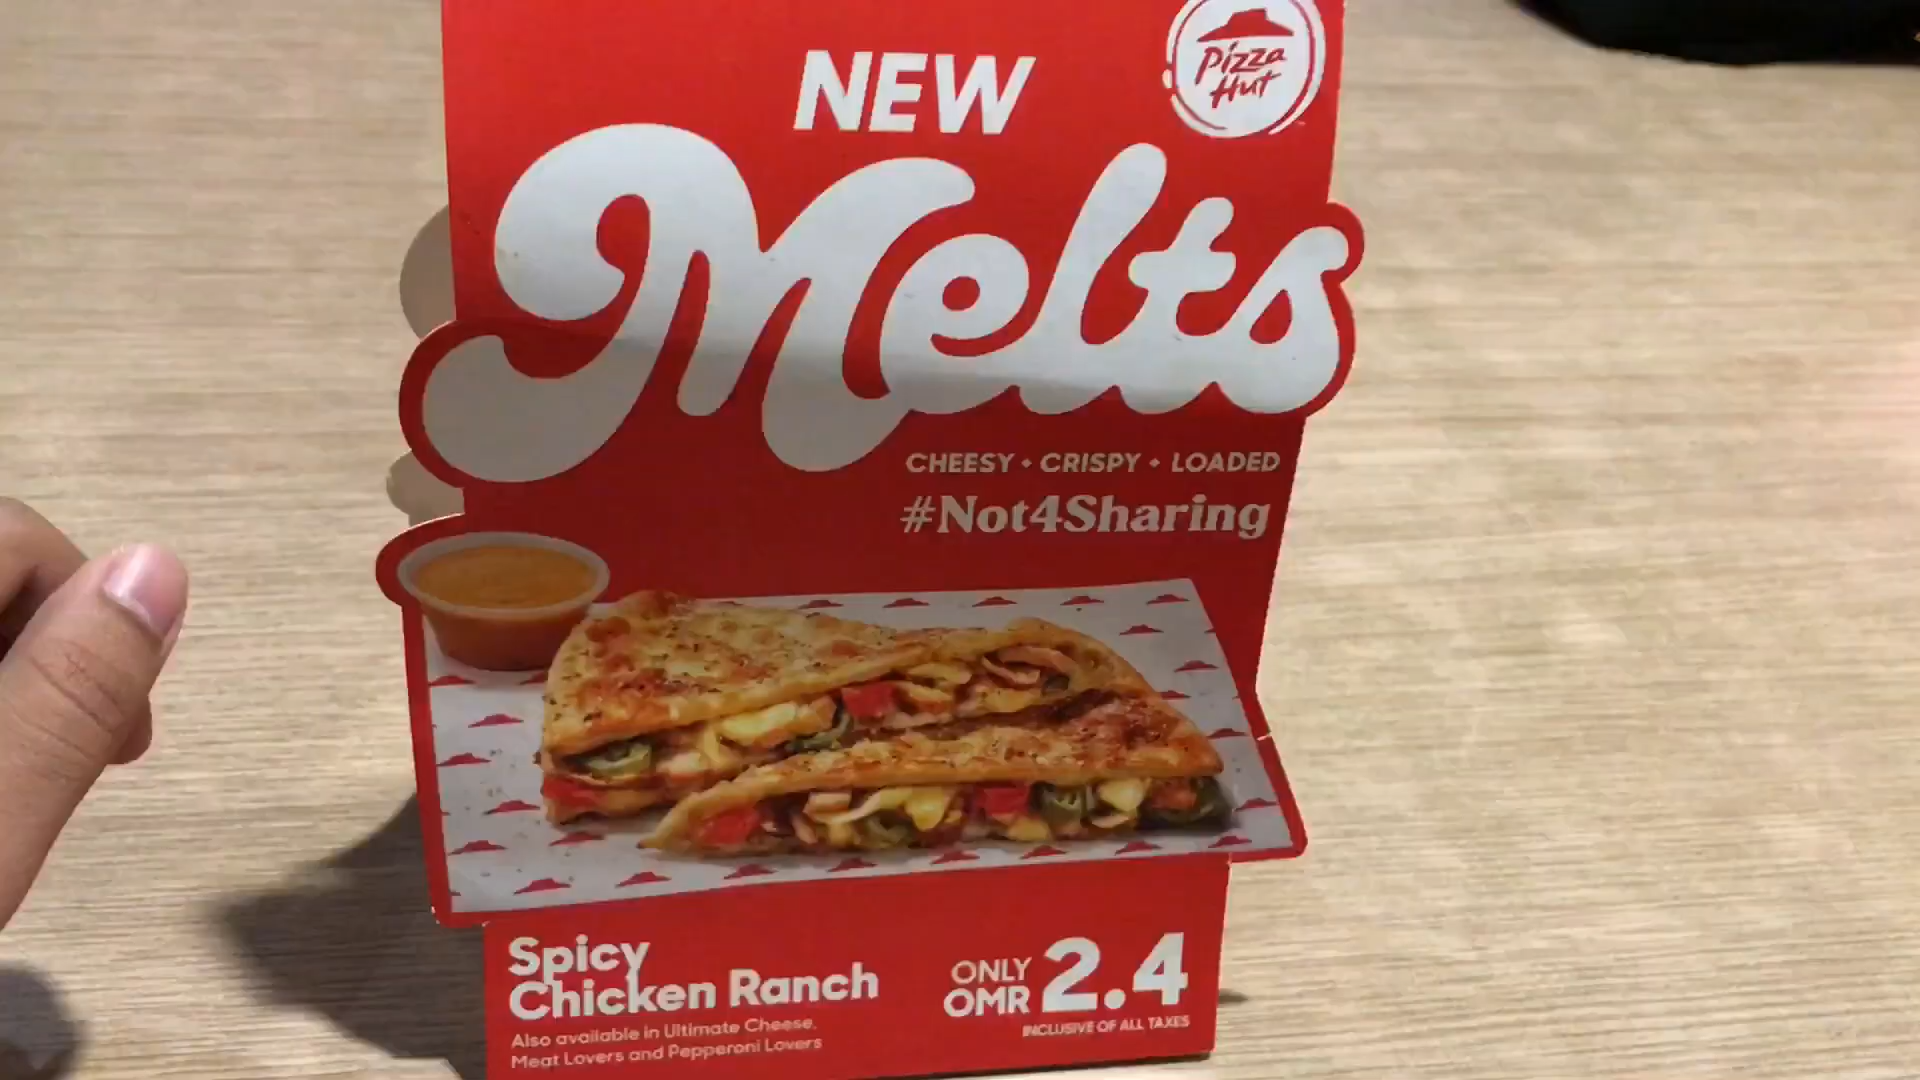 Pizza
Hut
NEW
Melts
CHEESY • CRISPY • LOADED
#Not4Sharing
Spicy
Chicken Ranch
Also available in Ultimate Cheese,
Meat Lovers and Pepperoni Lovers
ONLY
OMR 2.4
INCLUSIVE OF ALL TAXES